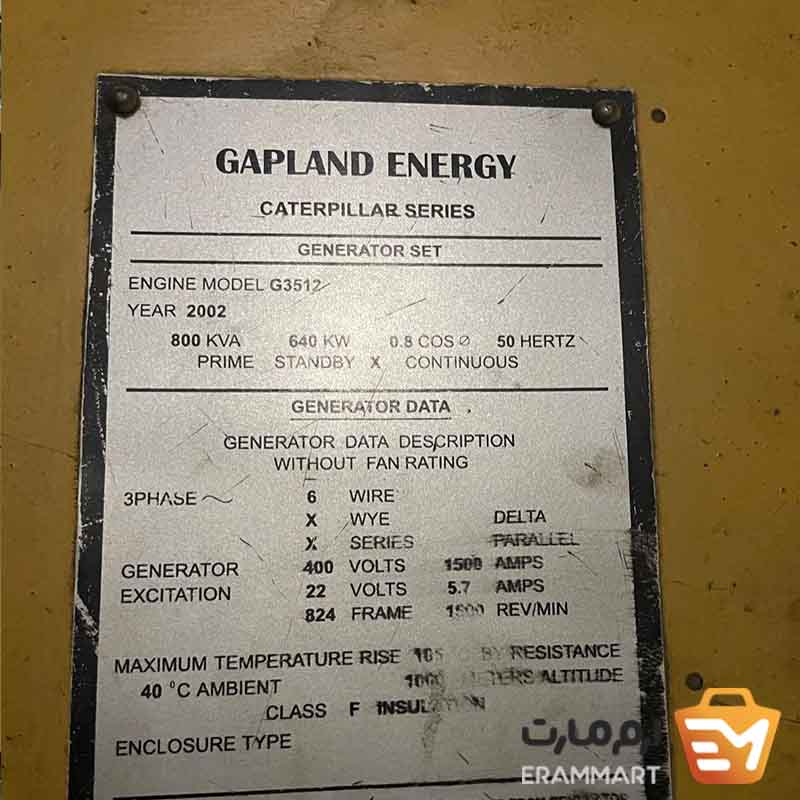 GAPLAND ENERGY
CATERPILLAR SERIES
GENERATOR SET
ENGINE MODEL G3512
YEAR 2002
800 KVA 640 KW 0.8 COS Ø 50 HERTZ
PRIME STANDBY X CONTINUOUS
GENERATOR DATA
GENERATOR DATA DESCRIPTION
WITHOUT FAN RATING
3PHASE ~ 6 WIRE
X WYE DELTA
X SERIES PARALLEL
GENERATOR 400 VOLTS 1500 AMPS
EXCITATION 22 VOLTS 5.7 AMPS
824 FRAME 1500 REV/MIN
MAXIMUM TEMPERATURE RISE BY RESISTANCE
40 °C AMBIENT METERS ALTITUDE
CLASS F INSULATION
ENCLOSURE TYPE
ارم مارت
ERAMMART